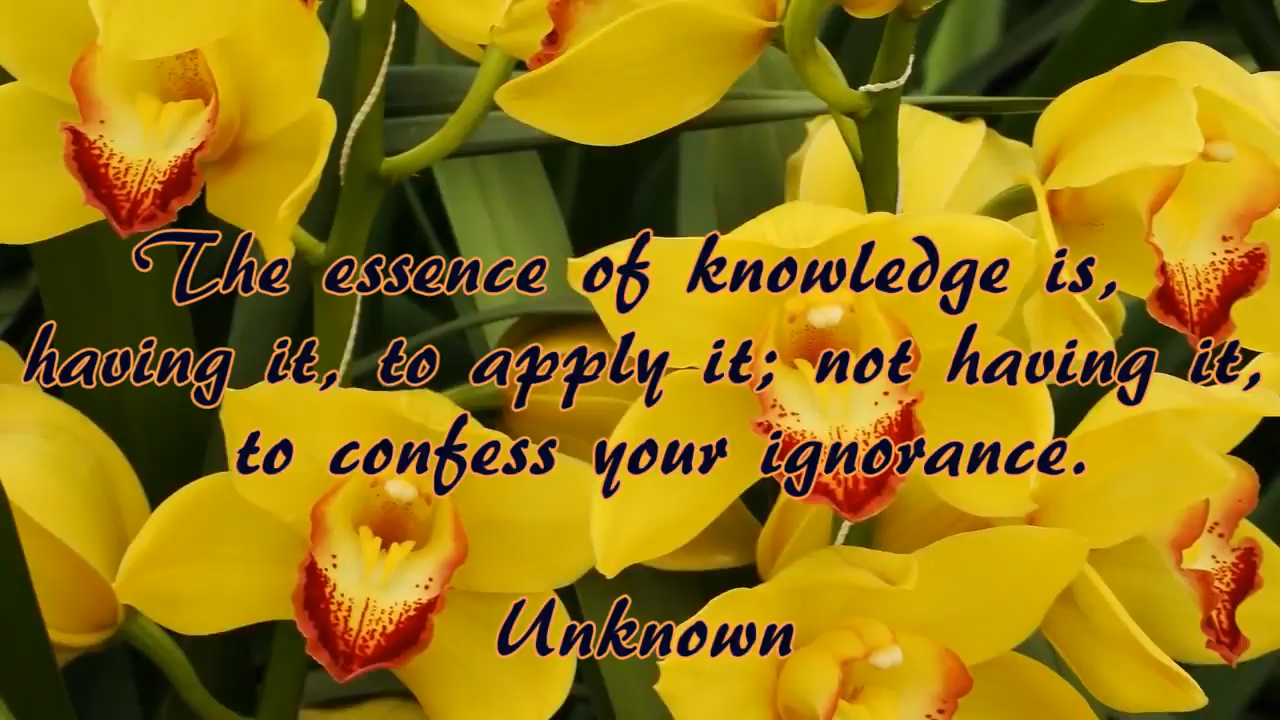 The essence of knowledge is,
having it, to apply it; not having it,
to confess your ignorance.
Unknown